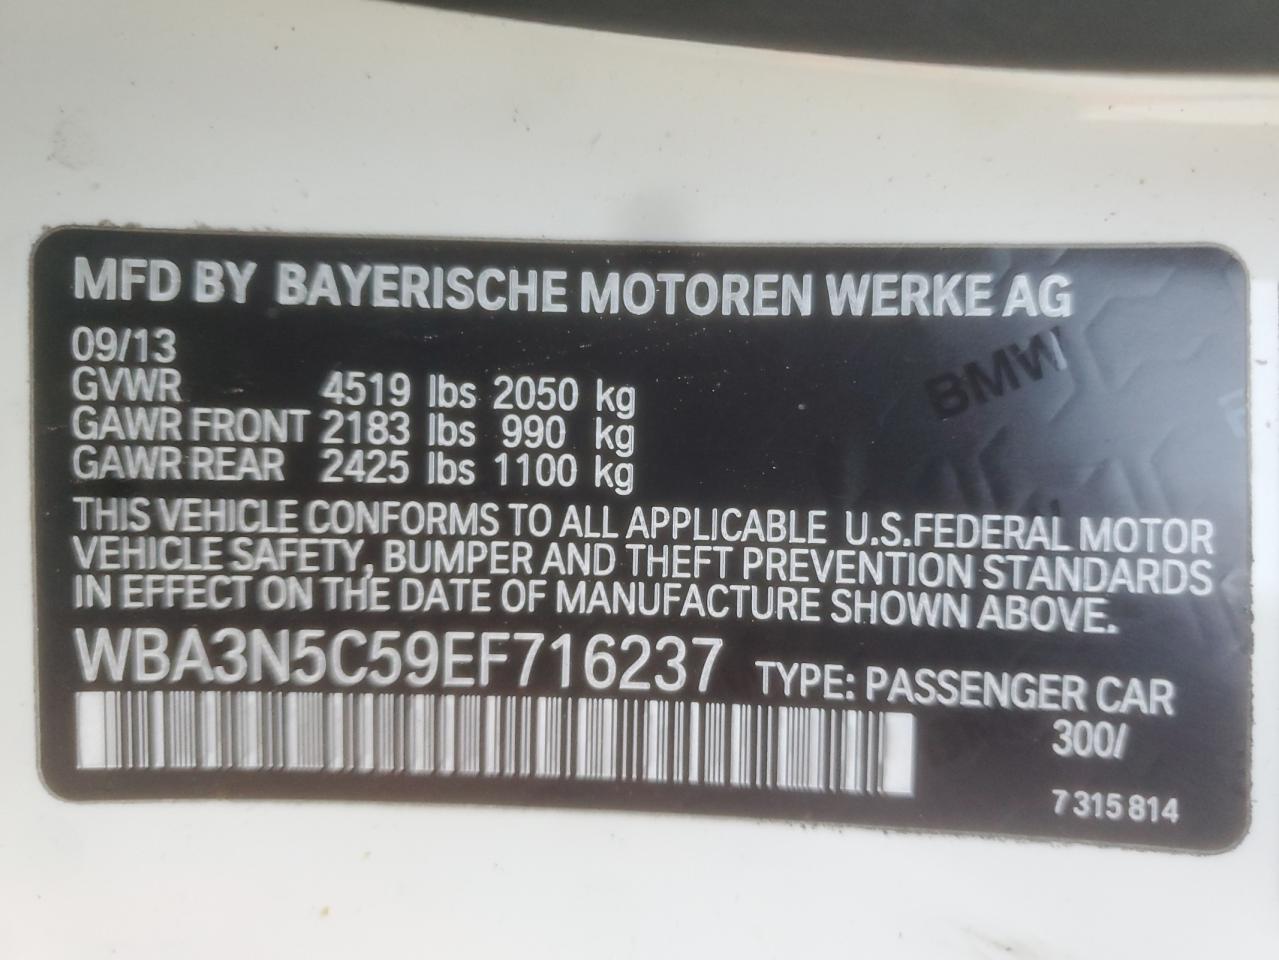 MFD BY BAYERISCHE MOTOREN WERKE AG
BMW
09/13
GVWR 4519 lbs 2050 kg
GAWR FRONT 2183 lbs 990 kg
GAWR REAR 2425 lbs 1100 kg
THIS VEHICLE CONFORMS TO ALL APPLICABLE U.S.FEDERAL MOTOR
VEHICLE SAFETY, BUMPER AND THEFT PREVENTION STANDARDS
IN EFFECT ON THE DATE OF MANUFACTURE SHOWN ABOVE.
WBA3N5C59EF716237 TYPE: PASSENGER CAR
300/
7 315 814